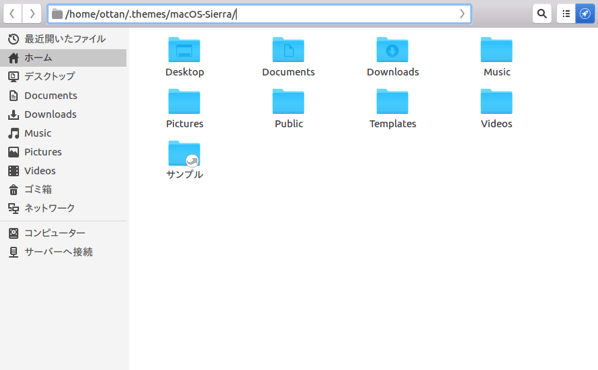 /home/ottan/.themes/macOS-Sierra/
最近開いたファイル
ホーム
デスクトップ
Documents
Downloads
Music
Pictures
Videos
ゴミ箱
ネットワーク
コンピューター
サーバーへ接続
Desktop
Documents
Downloads
Music
Pictures
Public
Templates
Videos
サンプル